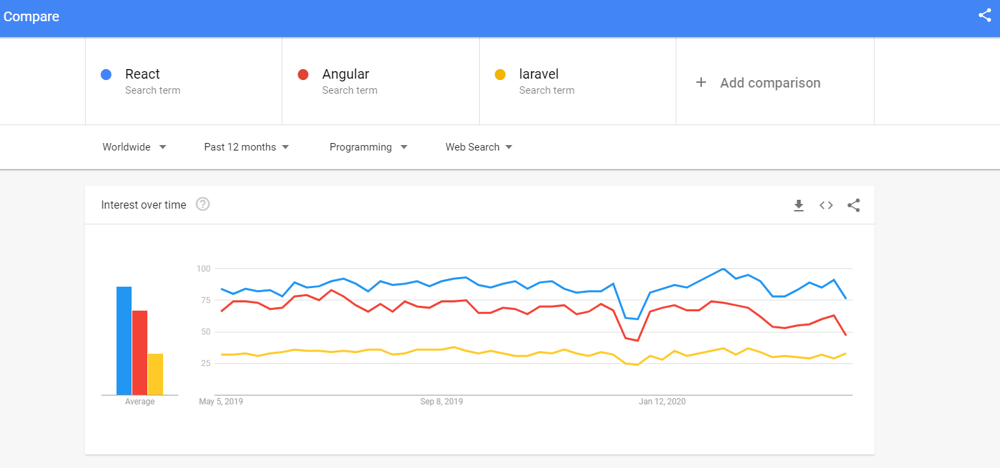 Compare
React
Search term
Angular
Search term
laravel
Search term
+ Add comparison
Worldwide
Past 12 months
Programming
Web Search
Interest over time ?
100
75
50
25
Average
May 5, 2019
Sep 8, 2019
Jan 12, 2020